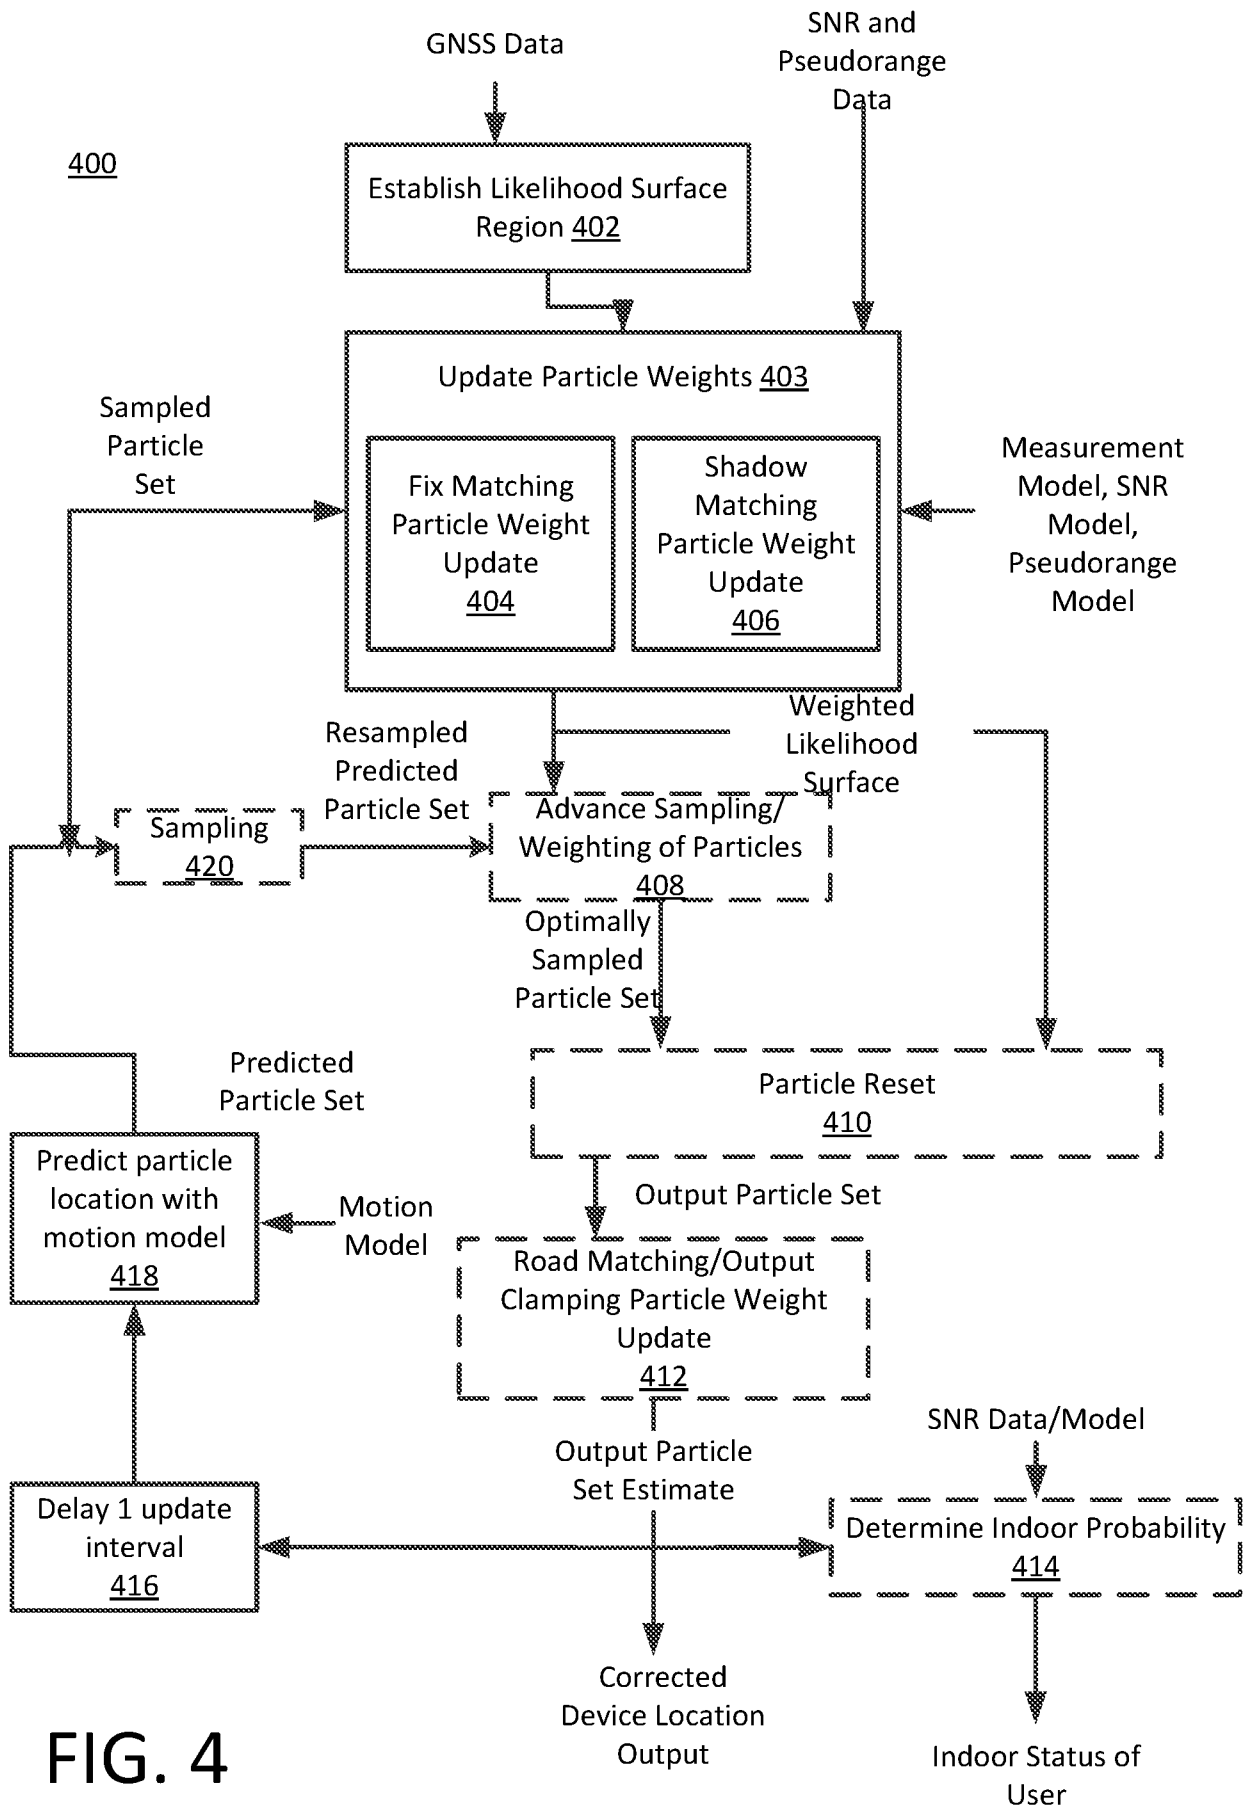 GNSS Data
SNR and
Pseudorange
Data
400
Establish Likelihood Surface
Region 402
Update Particle Weights 403
Sampled
Particle
Set
Fix Matching
Particle Weight
Update
404
Shadow
Matching
Particle Weight
Update
406
Measurement
Model, SNR
Model,
Pseudorange
Model
Resampled
Predicted
Particle Set
Weighted
Likelihood
Surface
Sampling
420
Advance Sampling/
Weighting of Particles
408
Optimally
Sampled
Particle Set
Predicted
Particle Set
Particle Reset
410
Predict particle
location with
motion model
418
Motion
Model
Output Particle Set
Road Matching/Output
Clamping Particle Weight
Update
412
SNR Data/Model
Output Particle
Set Estimate
Delay 1 update
interval
416
Determine Indoor Probability
414
Corrected
Device Location
Output
Indoor Status of
User
FIG. 4